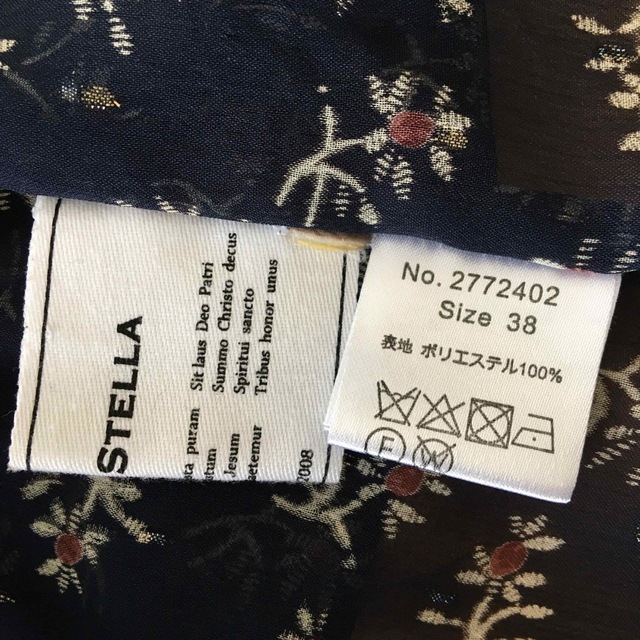 STELLA
puram Sit laus Deo Patri
Summo Christo decus
Jesum Spiritui sancto
Tribus honor unus
2008
No. 2772402
Size 38
表地 ポリエステル100%
F
W